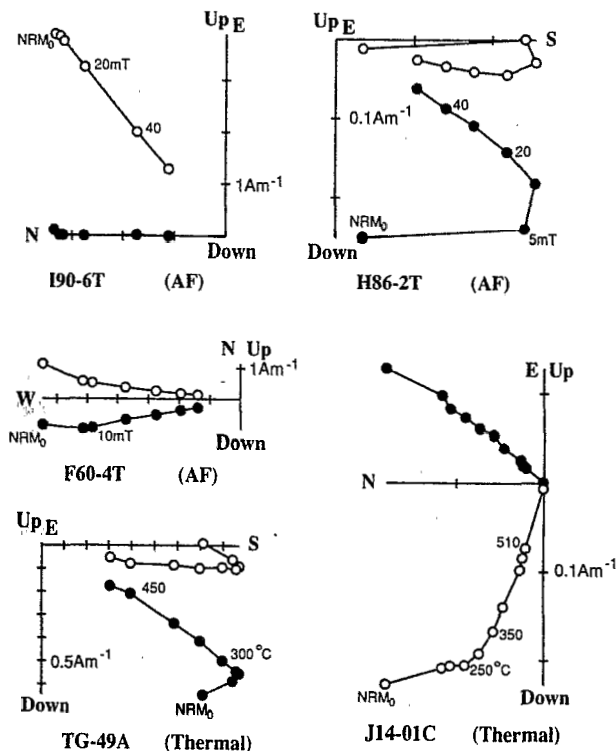 Up E
NRM₀
20mT
40
1Am⁻¹
N
Down
I90-6T (AF)
Up E
S
40
0.1Am⁻¹
20
NRM₀
5mT
Down
H86-2T (AF)
N Up
1Am⁻¹
W
NRM₀
10mT
Down
F60-4T (AF)
E Up
N
510
0.1Am⁻¹
350
250°C
NRM₀
Down
J14-01C (Thermal)
Up E
S
450
300°C
0.5Am⁻¹
NRM₀
Down
TG-49A (Thermal)